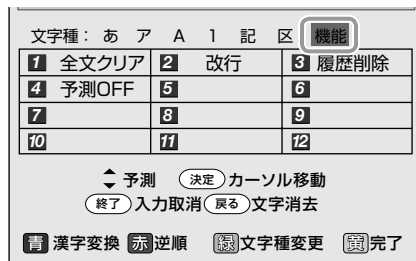 文字種： あ ア A 1 記 区 機能
1 全文クリア 2 改行 3 履歴削除
4 予測OFF 5 6
7 8 9
10 11 12
予測 決定 カーソル移動
終了 入力取消 戻る 文字消去
青 漢字変換 赤 逆順 緑 文字種変更 黄 完了